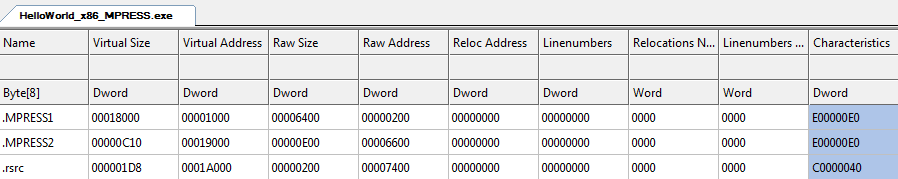 HelloWorld_x86_MPRESS.exe
Name Virtual Size Virtual Address Raw Size Raw Address Reloc Address Linenumbers Relocations N... Linenumbers ... Characteristics
Byte[8] Dword Dword Dword Dword Dword Dword Word Word Dword
.MPRESS1 00018000 00001000 00006400 00000200 00000000 00000000 0000 0000 E00000E0
.MPRESS2 00000C10 00019000 00000E00 00006600 00000000 00000000 0000 0000 E00000E0
.rsrc 000001D8 0001A000 00000200 00007400 00000000 00000000 0000 0000 C0000040